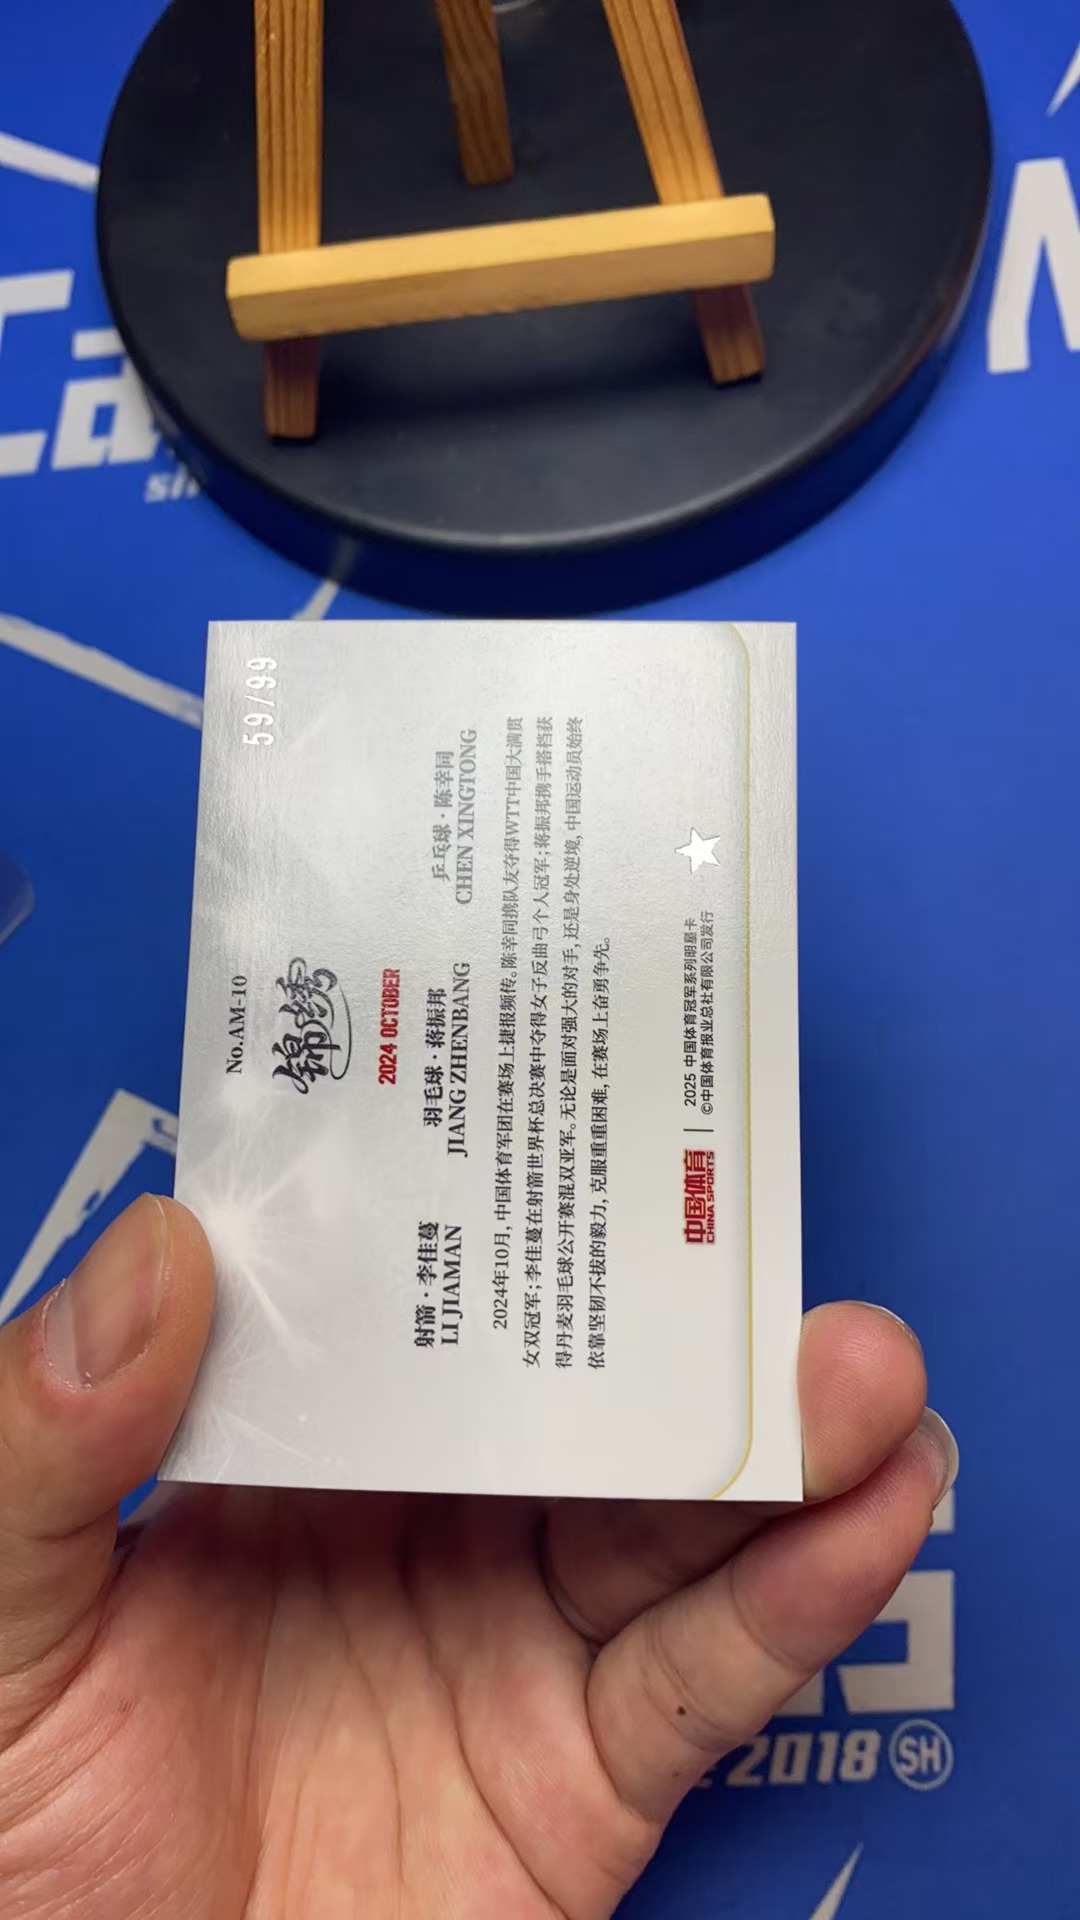 59/99
No.AM-10
锦绣
2024 OCTOBER
射箭·李佳蔓
LI JIAMAN
羽毛球·蒋振邦
JIANG ZHENBANG
乒乓球·陈幸同
CHEN XINGTONG
2024年10月,中国体育军团在赛场上捷报频传。陈幸同携队友夺得WTT中国大满贯
女双冠军;李佳蔓在射箭世界杯总决赛中夺得女子反曲弓个人冠军;蒋振邦携手搭档获
得丹麦羽毛球公开赛混双亚军。无论是面对强大的对手,还是身处逆境,中国运动员始终
依靠坚韧不拔的毅力,克服重重困难,在赛场上奋勇争先。
中国体育
CHINA SPORTS
2025 中国体育冠军系列明星卡
©中国体育报业总社有限公司发行
2018 SH